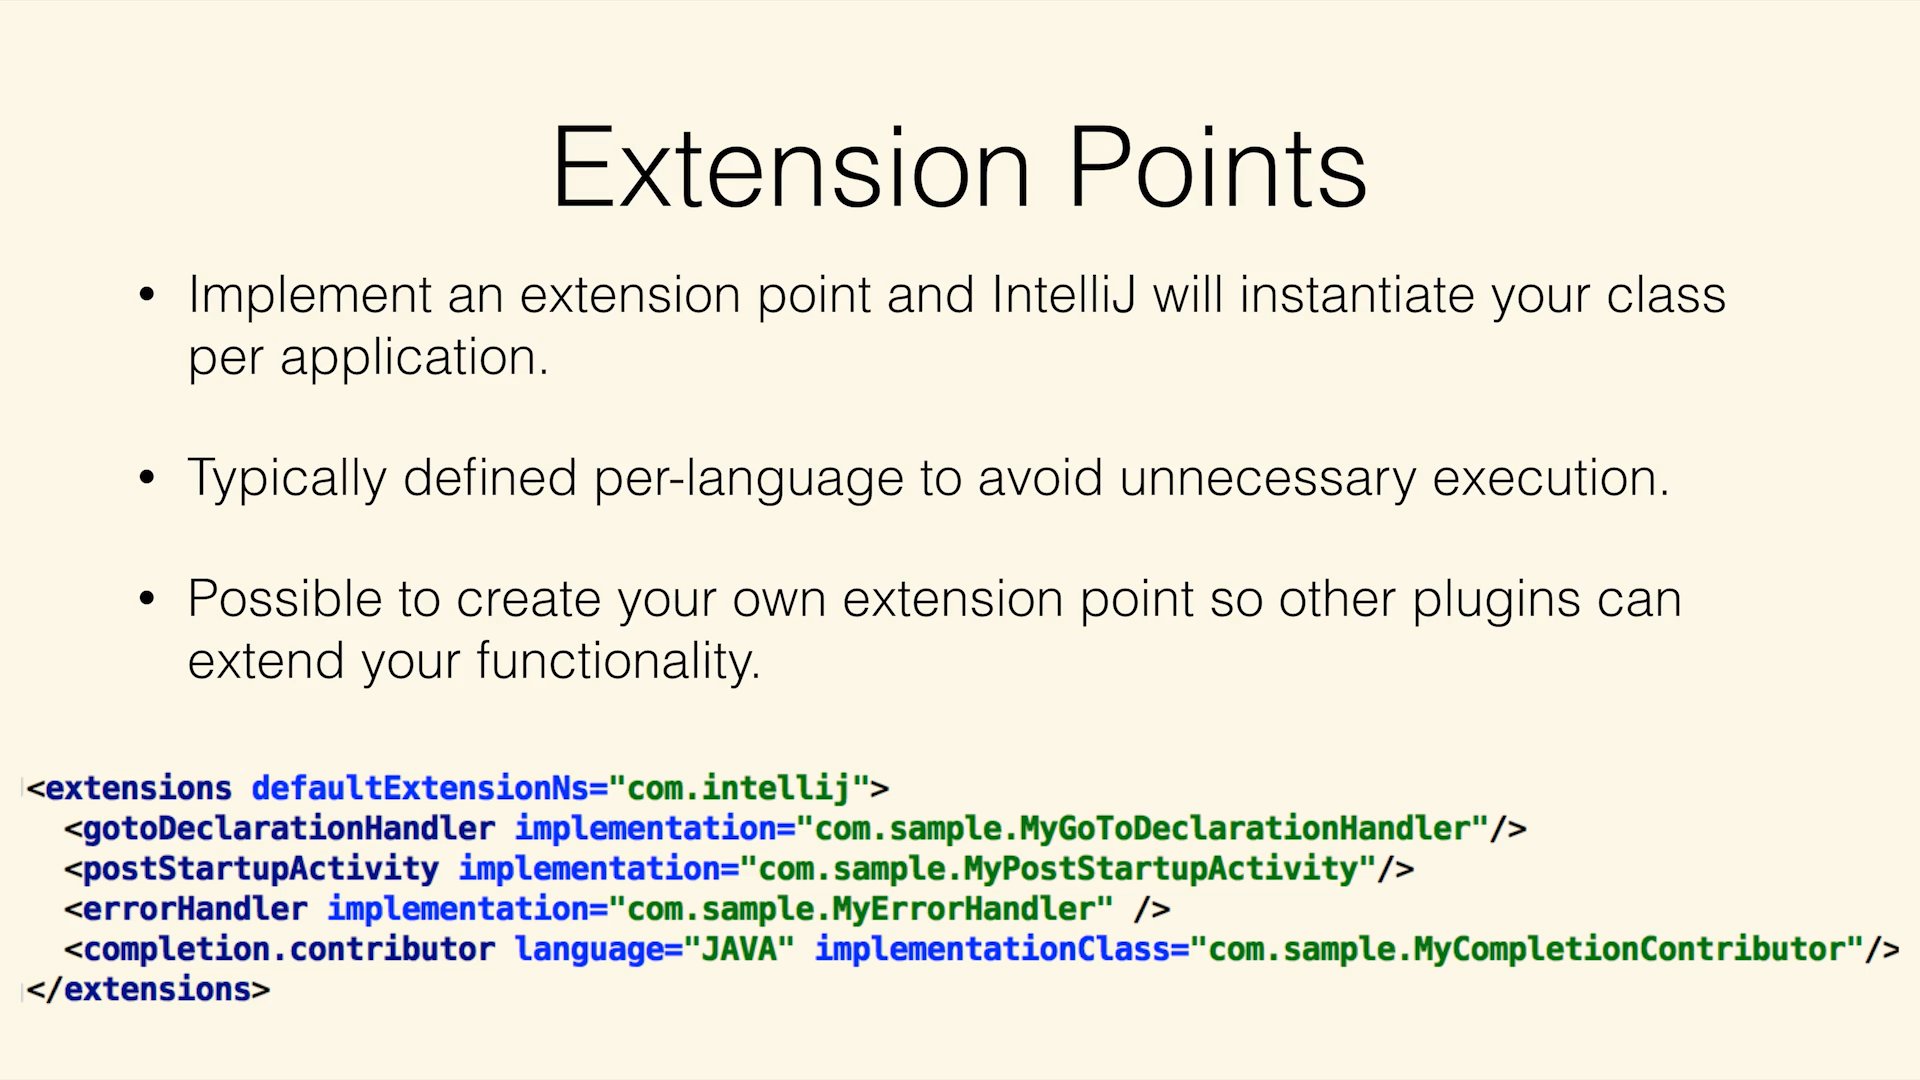 Extension Points
• Implement an extension point and IntelliJ will instantiate your class
per application.
• Typically defined per-language to avoid unnecessary execution.
• Possible to create your own extension point so other plugins can
extend your functionality.
<extensions defaultExtensionNs="com.intellij">
  <gotoDeclarationHandler implementation="com.sample.MyGoToDeclarationHandler"/>
  <postStartupActivity implementation="com.sample.MyPostStartupActivity"/>
  <errorHandler implementation="com.sample.MyErrorHandler" />
  <completion.contributor language="JAVA" implementationClass="com.sample.MyCompletionContributor"/>
</extensions>